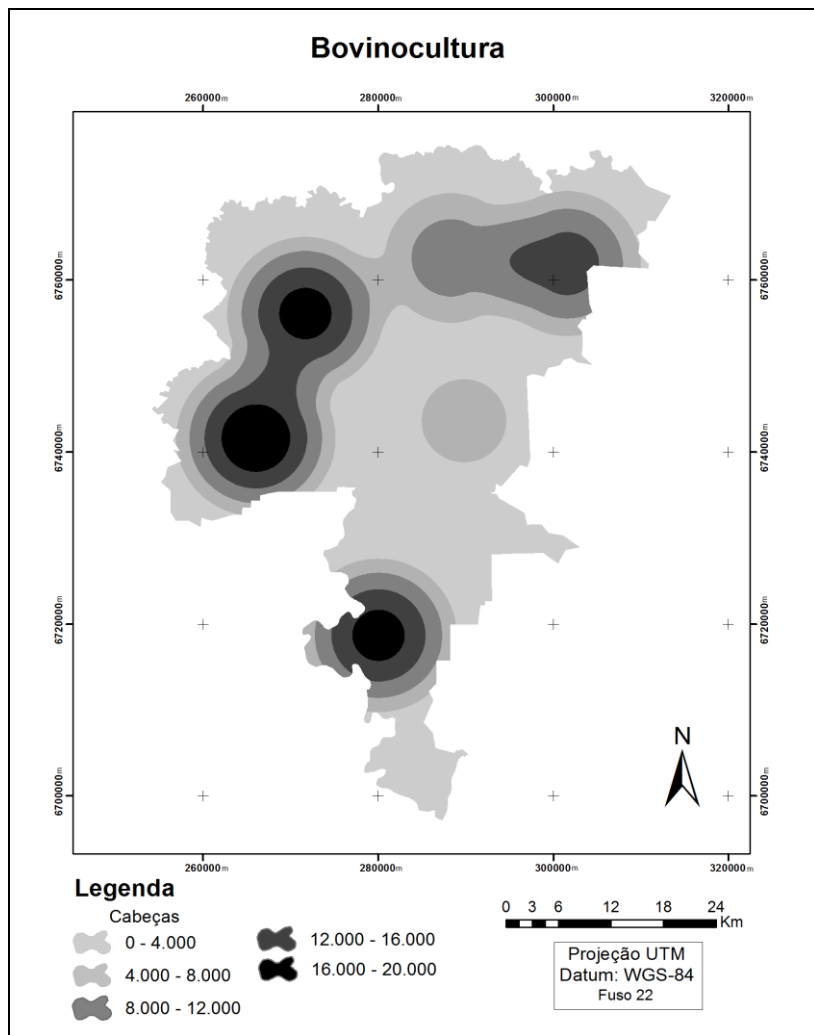 Bovinocultura
260000m 280000m 300000m 320000m
6760000m 6760000m
6740000m 6740000m
6720000m 6720000m
6700000m 6700000m
260000m 280000m 300000m 320000m
N
Legenda
Cabeças
0 - 4.000
4.000 - 8.000
8.000 - 12.000
12.000 - 16.000
16.000 - 20.000
0 3 6 12 18 24
Km
Projeção UTM
Datum: WGS-84
Fuso 22